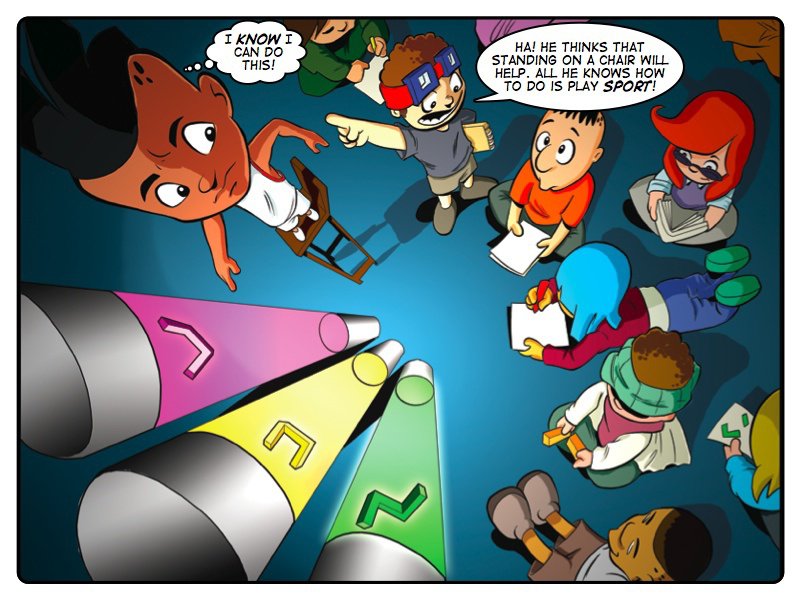 I KNOW I
CAN DO
THIS!
HA! HE THINKS THAT
STANDING ON A CHAIR WILL
HELP. ALL HE KNOWS HOW
TO DO IS PLAY SPORT!